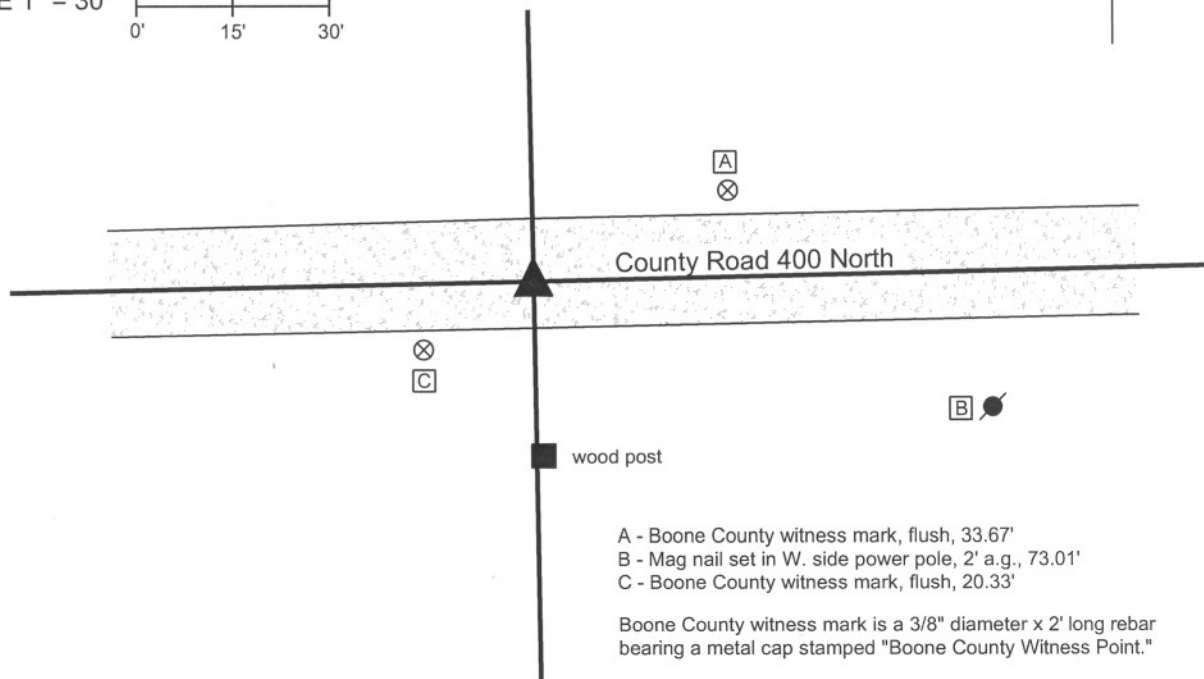 E 1" = 30'
0' 15' 30'
A
County Road 400 North
C
B
wood post
A - Boone County witness mark, flush, 33.67'
B - Mag nail set in W. side power pole, 2' a.g., 73.01'
C - Boone County witness mark, flush, 20.33'
Boone County witness mark is a 3/8" diameter x 2' long rebar
bearing a metal cap stamped "Boone County Witness Point."